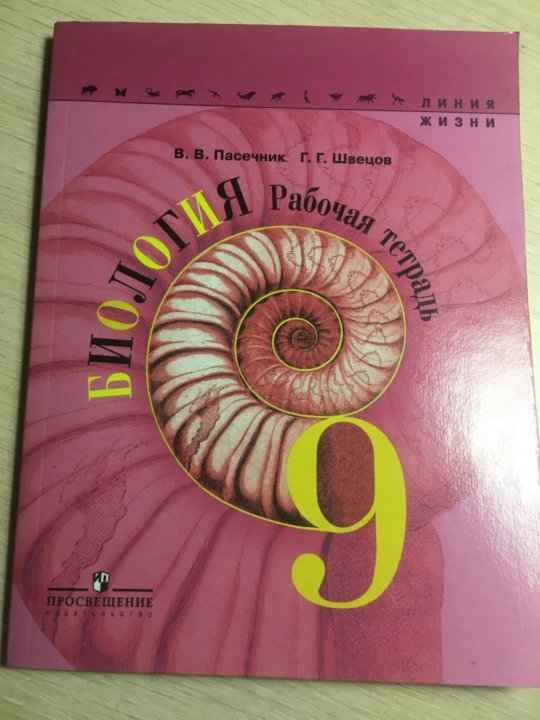 ЛИНИЯ
ЖИЗНИ
В. В. Пасечник Г. Г. Швецов
БИОЛОГИЯ
Рабочая тетрадь
9
ПРОСВЕЩЕНИЕ
ИЗДАТЕЛЬСТВО